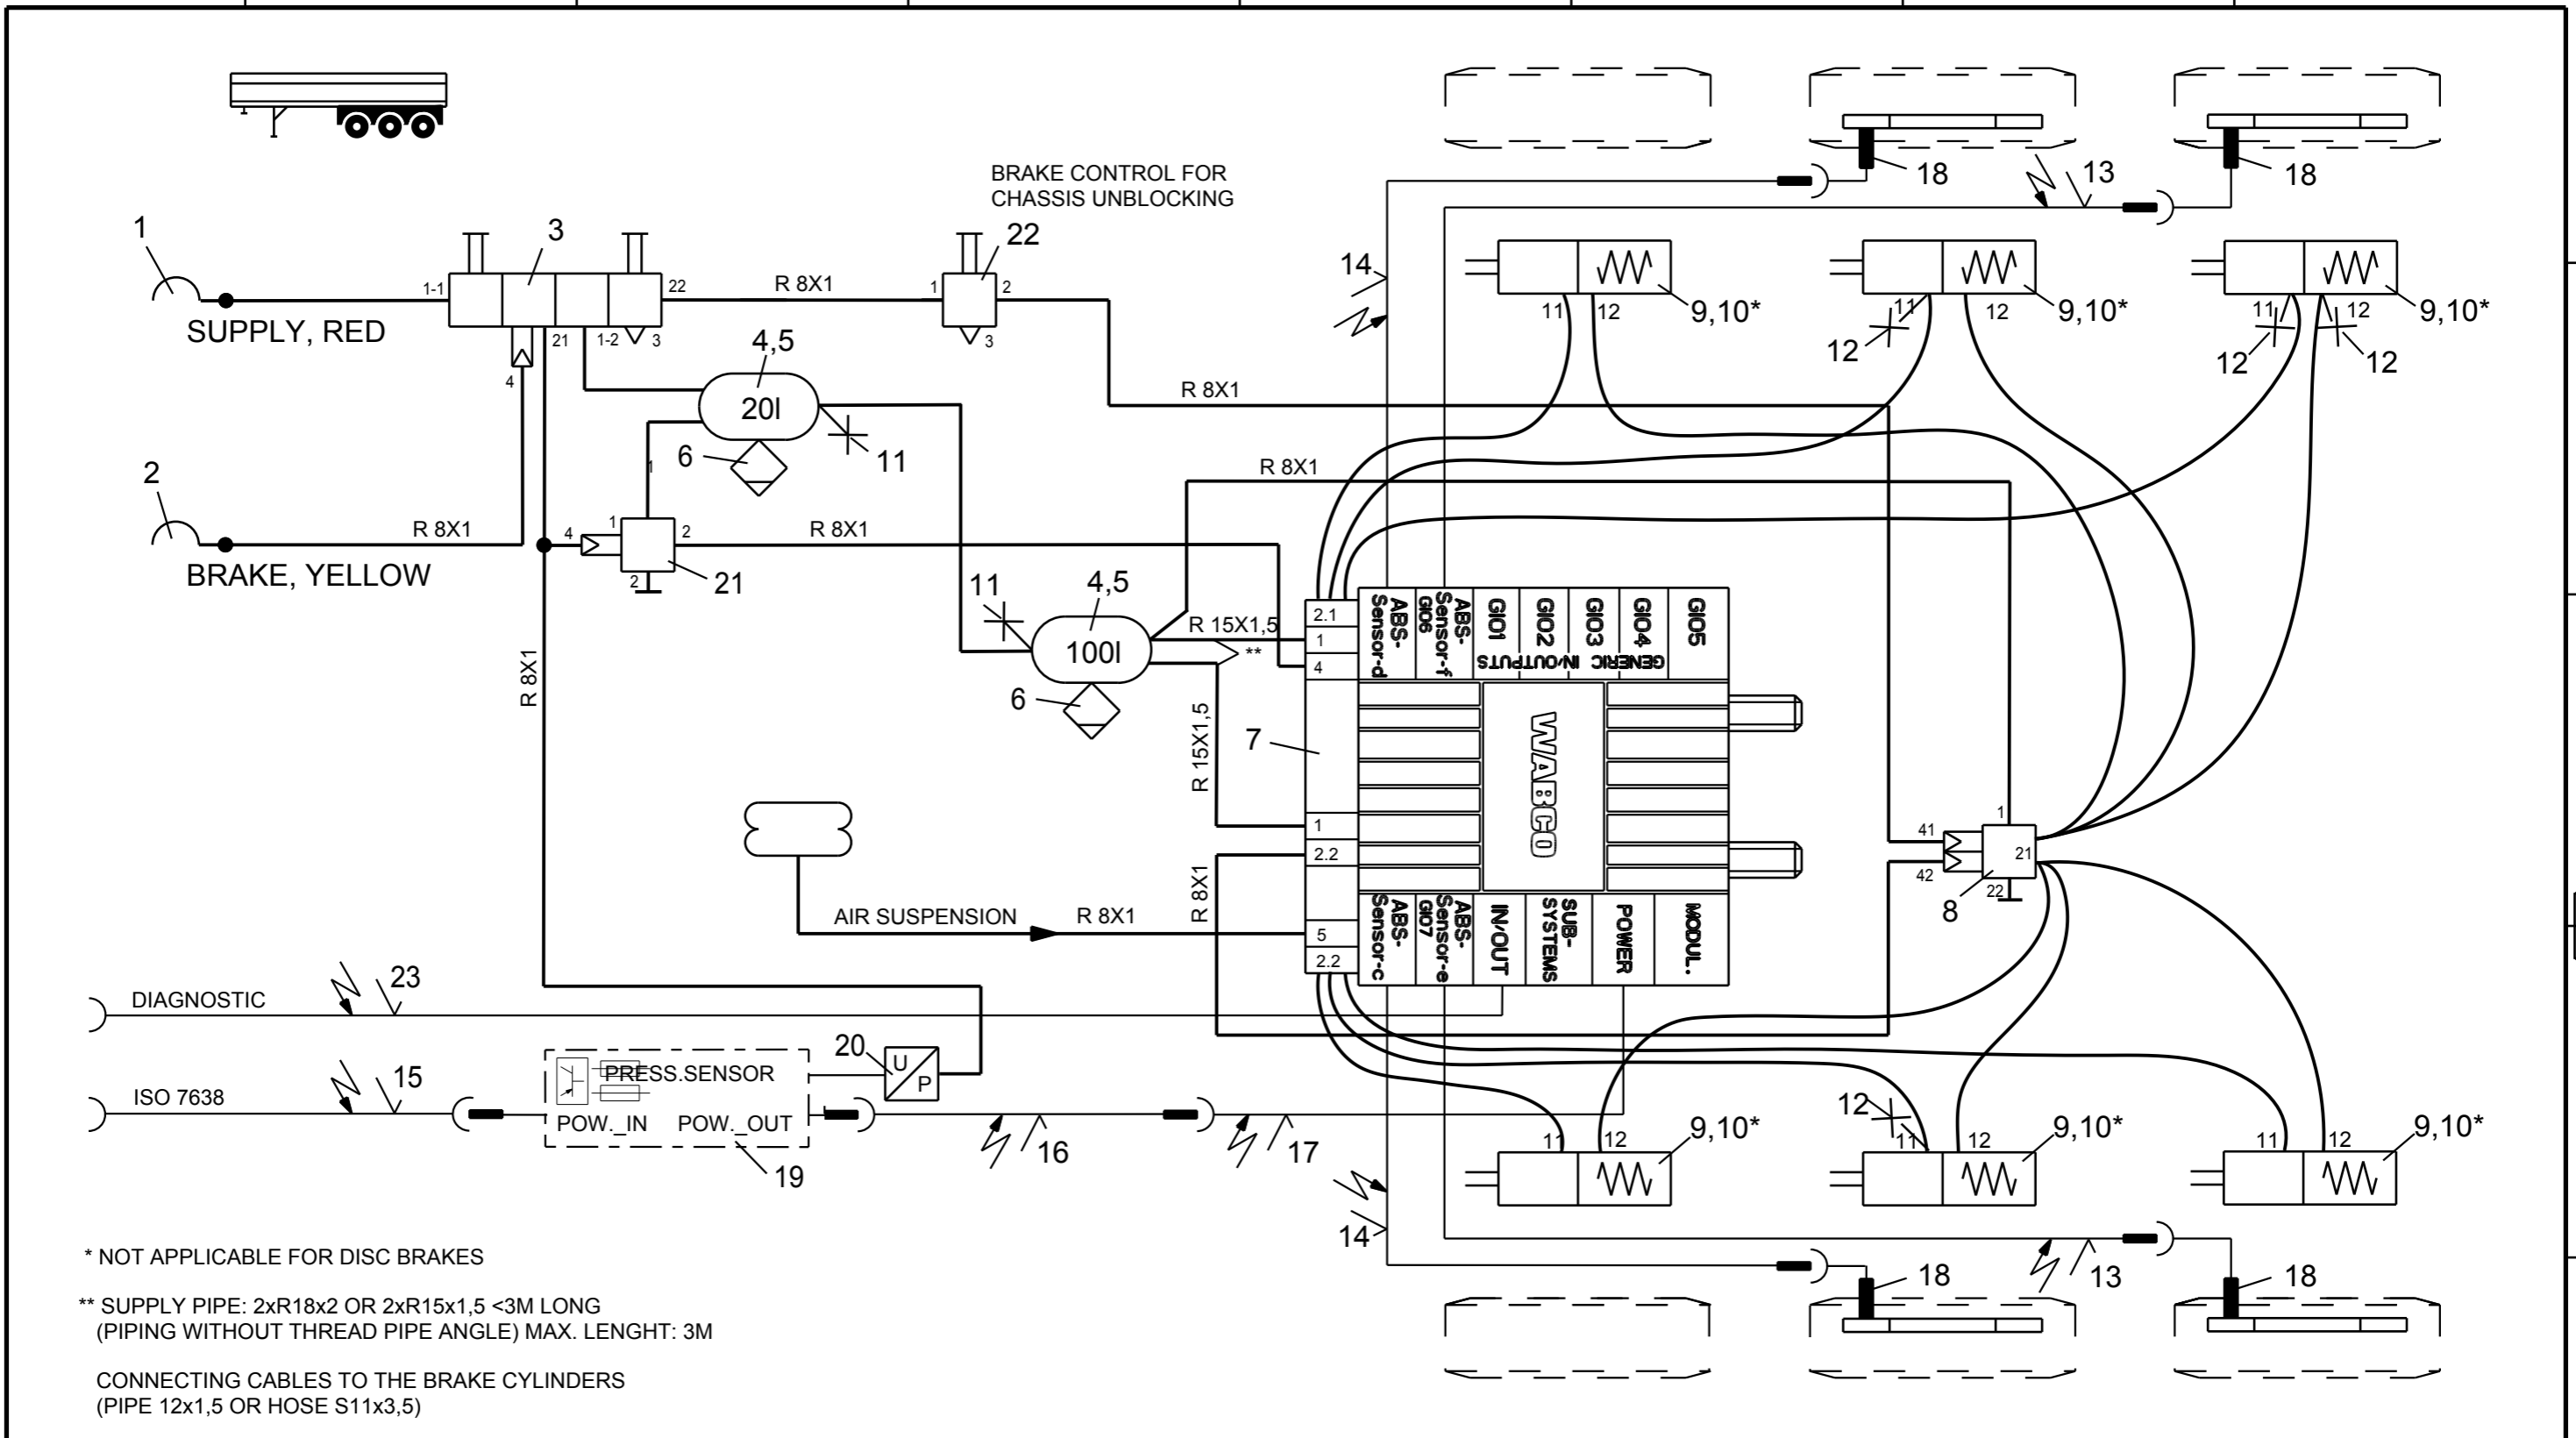 BRAKE CONTROL FOR
CHASSIS UNBLOCKING
1
3
22
18
13
18
14
1-1
22
R 8X1
1
2
SUPPLY, RED
21
1-2
3
3
4
4,5
20l
6
11
1
R 8X1
11
12
9,10*
12
11
12
9,10*
12
11
12
12
9,10*
R 8X1
2
R 8X1
BRAKE, YELLOW
4
1
2
2
21
R 8X1
11
4,5
100l
6
R 15X1,5
**
R 15X1,5
R 8X1
7
2.1
1
4
1
2.2
5
2.2
ABS-
Sensor-d
ABS-
Sensor-f
GIO6
GIO1
GIO2
GIO3
GIO4
GIO5
GENERIC IN/OUTPUTS
WABCO
ABS-
Sensor-c
ABS-
Sensor-e
GIO7
IN/OUT
SUB-
SYSTEMS
POWER
MODUL.
1
41
42
21
22
8
AIR SUSPENSION
R 8X1
R 8X1
DIAGNOSTIC
23
ISO 7638
15
PRESS.SENSOR
POW._IN
POW._OUT
19
20
U
P
16
17
14
11
12
9,10*
12
11
12
9,10*
11
12
9,10*
18
13
18
* NOT APPLICABLE FOR DISC BRAKES
** SUPPLY PIPE: 2xR18x2 OR 2xR15x1,5 <3M LONG
(PIPING WITHOUT THREAD PIPE ANGLE) MAX. LENGHT: 3M
CONNECTING CABLES TO THE BRAKE CYLINDERS
(PIPE 12x1,5 OR HOSE S11x3,5)